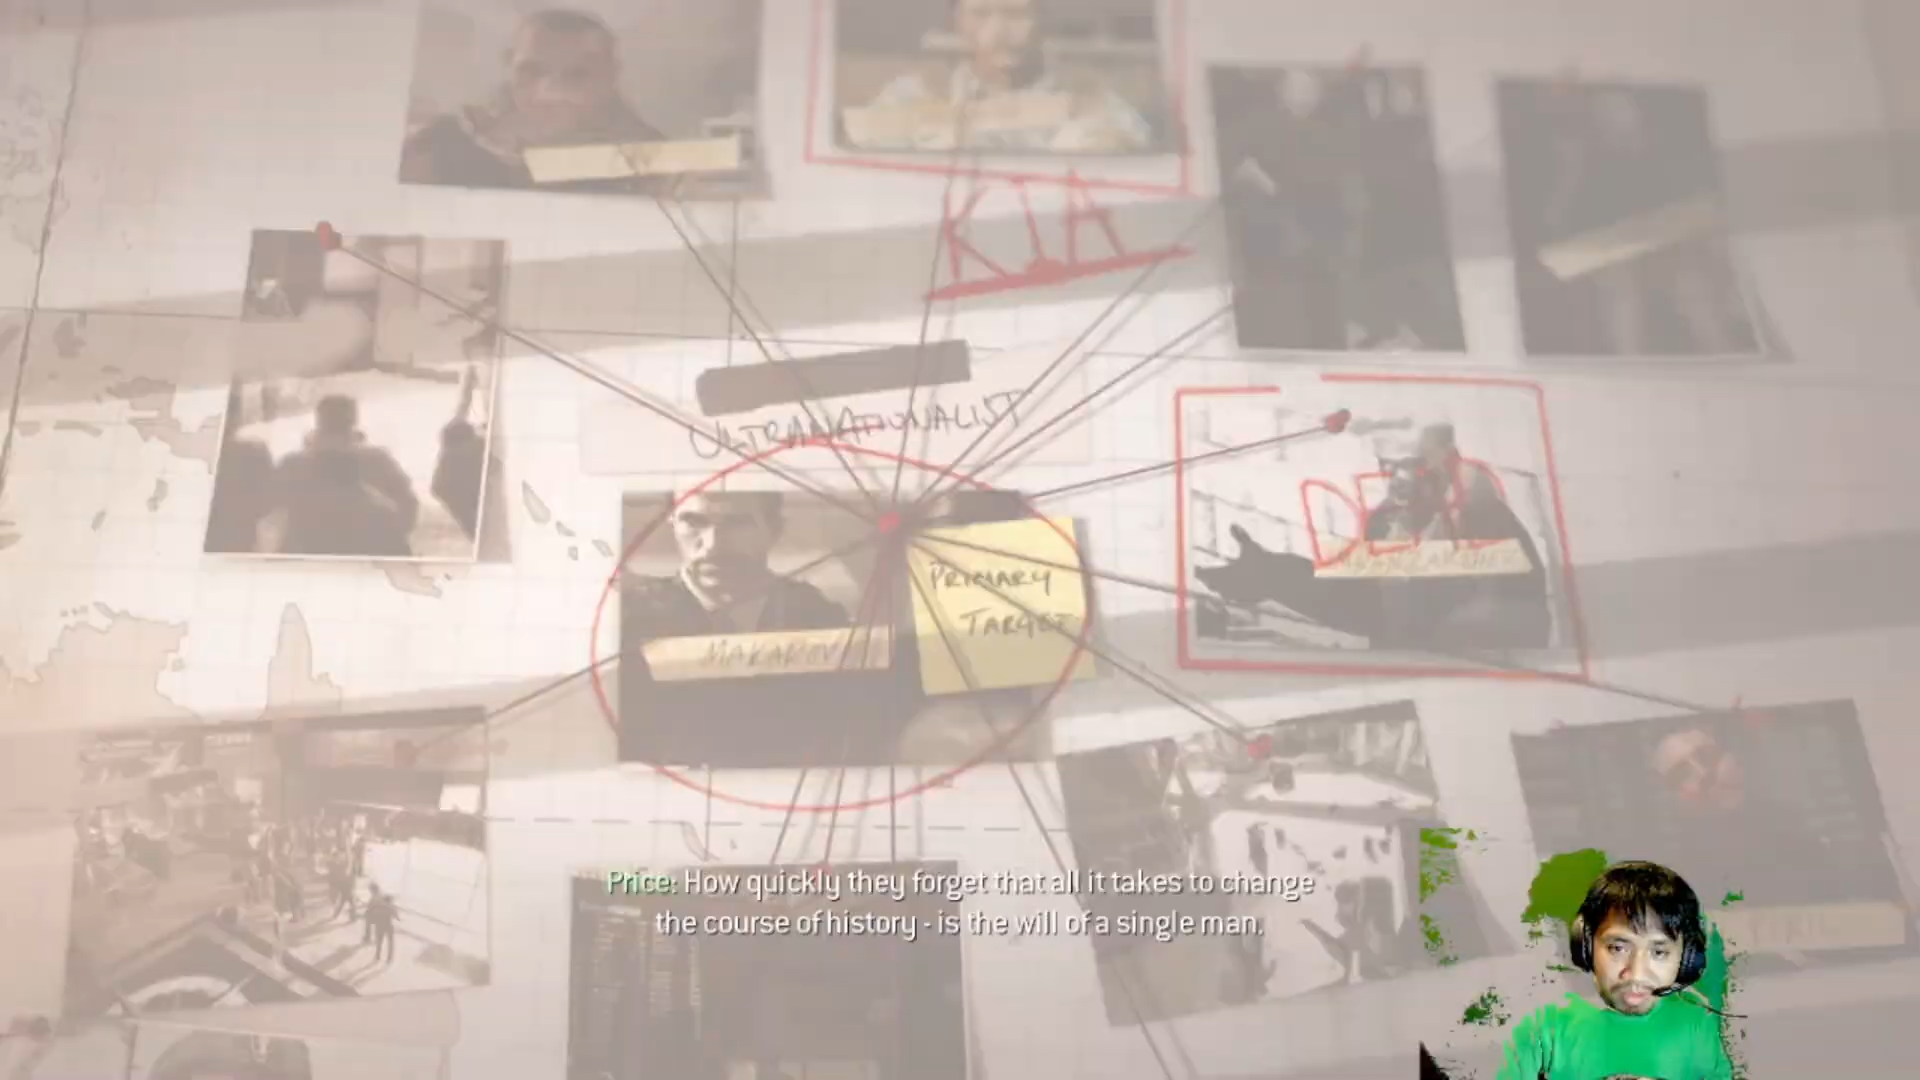 KIA
ULTRANATIONALIST
PRIMARY
TARGET
MAKAROV
DEAD
Price: How quickly they forget that all it takes to change
the course of history - is the will of a single man.